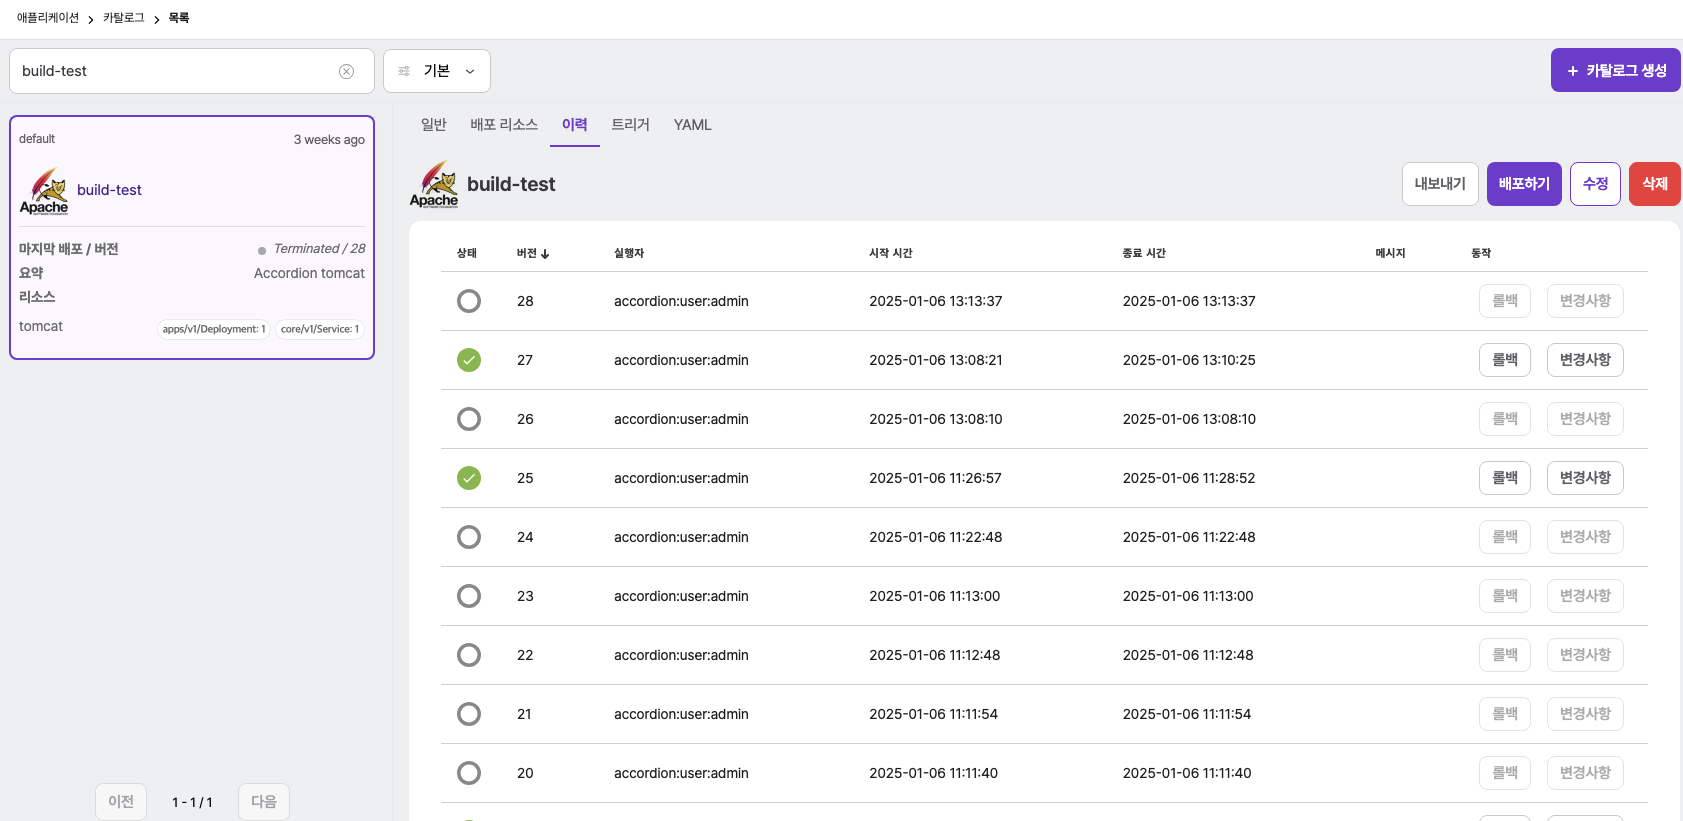 애플리케이션 > 카탈로그 > 목록
build-test
기본
+ 카탈로그 생성
default 3 weeks ago
Apache
build-test
마지막 배포 / 버전 Terminated / 28
요약 Accordion tomcat
리소스
tomcat apps/v1/Deployment: 1 core/v1/Service: 1
이전 1 - 1 / 1 다음
일반 배포 리소스 이력 트리거 YAML
Apache
build-test
내보내기 배포하기 수정 삭제
상태 버전 ↓ 실행자 시작 시간 종료 시간 메시지 동작
28 accordion:user:admin 2025-01-06 13:13:37 2025-01-06 13:13:37 롤백 변경사항
27 accordion:user:admin 2025-01-06 13:08:21 2025-01-06 13:10:25 롤백 변경사항
26 accordion:user:admin 2025-01-06 13:08:10 2025-01-06 13:08:10 롤백 변경사항
25 accordion:user:admin 2025-01-06 11:26:57 2025-01-06 11:28:52 롤백 변경사항
24 accordion:user:admin 2025-01-06 11:22:48 2025-01-06 11:22:48 롤백 변경사항
23 accordion:user:admin 2025-01-06 11:13:00 2025-01-06 11:13:00 롤백 변경사항
22 accordion:user:admin 2025-01-06 11:12:48 2025-01-06 11:12:48 롤백 변경사항
21 accordion:user:admin 2025-01-06 11:11:54 2025-01-06 11:11:54 롤백 변경사항
20 accordion:user:admin 2025-01-06 11:11:40 2025-01-06 11:11:40 롤백 변경사항